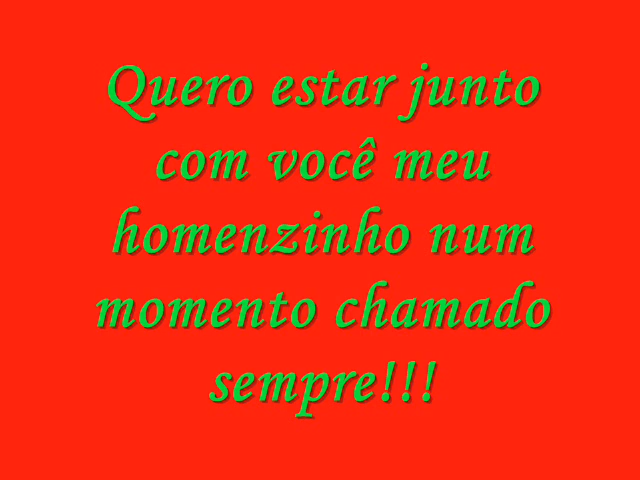 Quero estar junto
com você meu
homenzinho num
momento chamado
sempre!!!